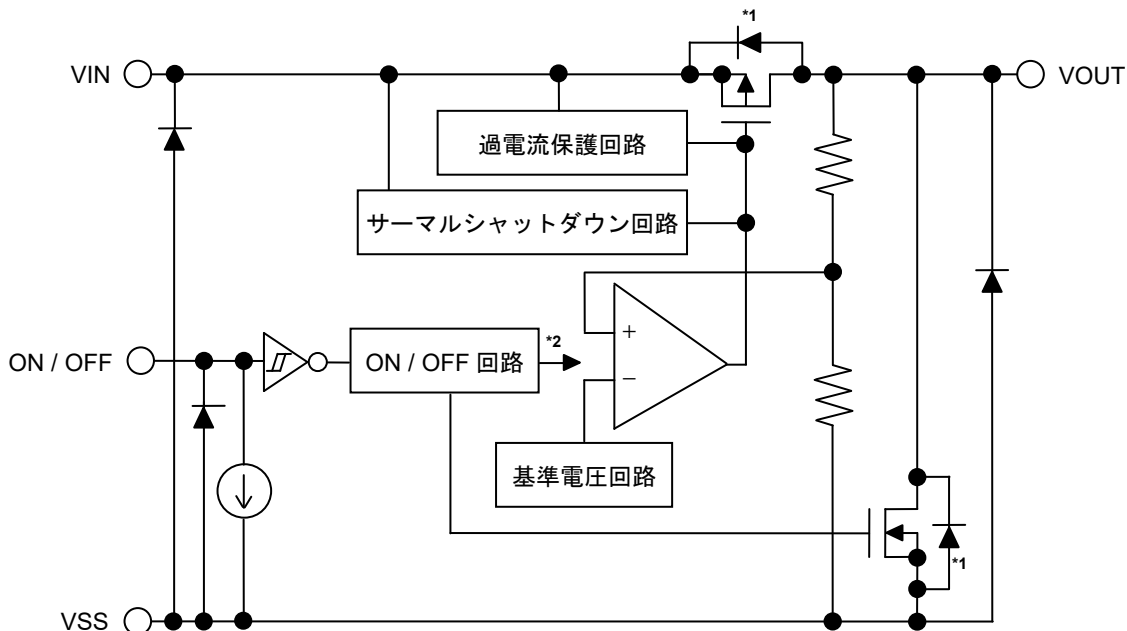 *1
VIN
VOUT
過電流保護回路
サーマルシャットダウン回路
ON / OFF
ON / OFF 回路
*2
+
−
基準電圧回路
*1
VSS